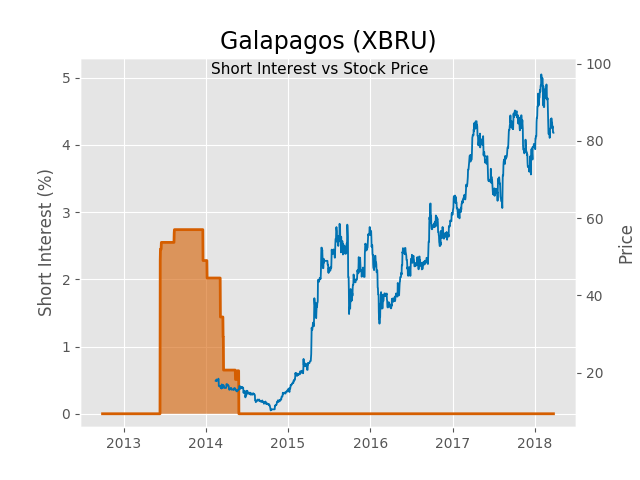 Galapagos (XBRU)
Short Interest vs Stock Price
Short Interest (%)
5
4
3
2
1
0
100
80
60
40
20
Price
2013 2014 2015 2016 2017 2018